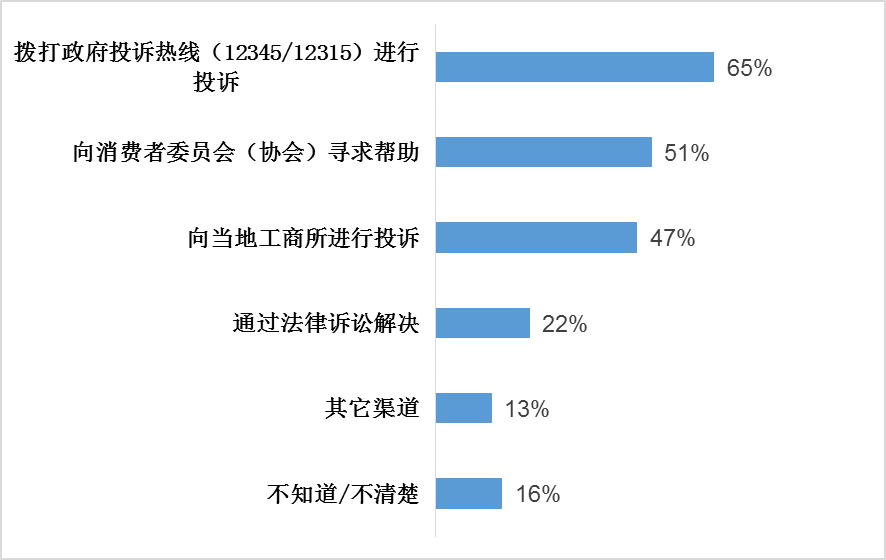 拨打政府投诉热线（12345/12315）进行
投诉
65%
向消费者委员会（协会）寻求帮助
51%
向当地工商所进行投诉
47%
通过法律诉讼解决
22%
其它渠道
13%
不知道/不清楚
16%